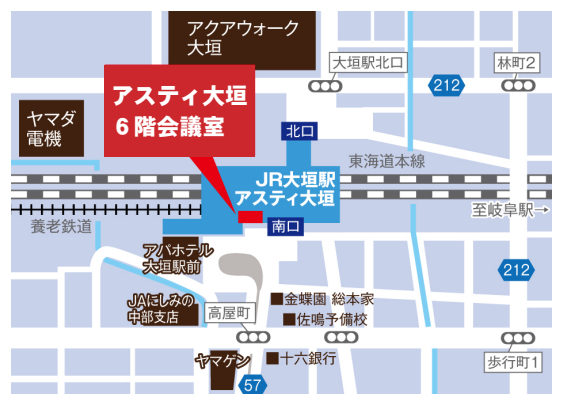 アクアウォーク
大垣
大垣駅北口
林町2
212
アスティ大垣
6階会議室
ヤマダ
電機
北口
東海道本線
JR大垣駅
アスティ大垣
至岐阜駅→
養老鉄道
南口
アパホテル
大垣駅前
212
JAにしみの
中部支店
高屋町
■金蝶園 総本家
■佐鳴予備校
ヤマゲン
■十六銀行
歩行町1
57